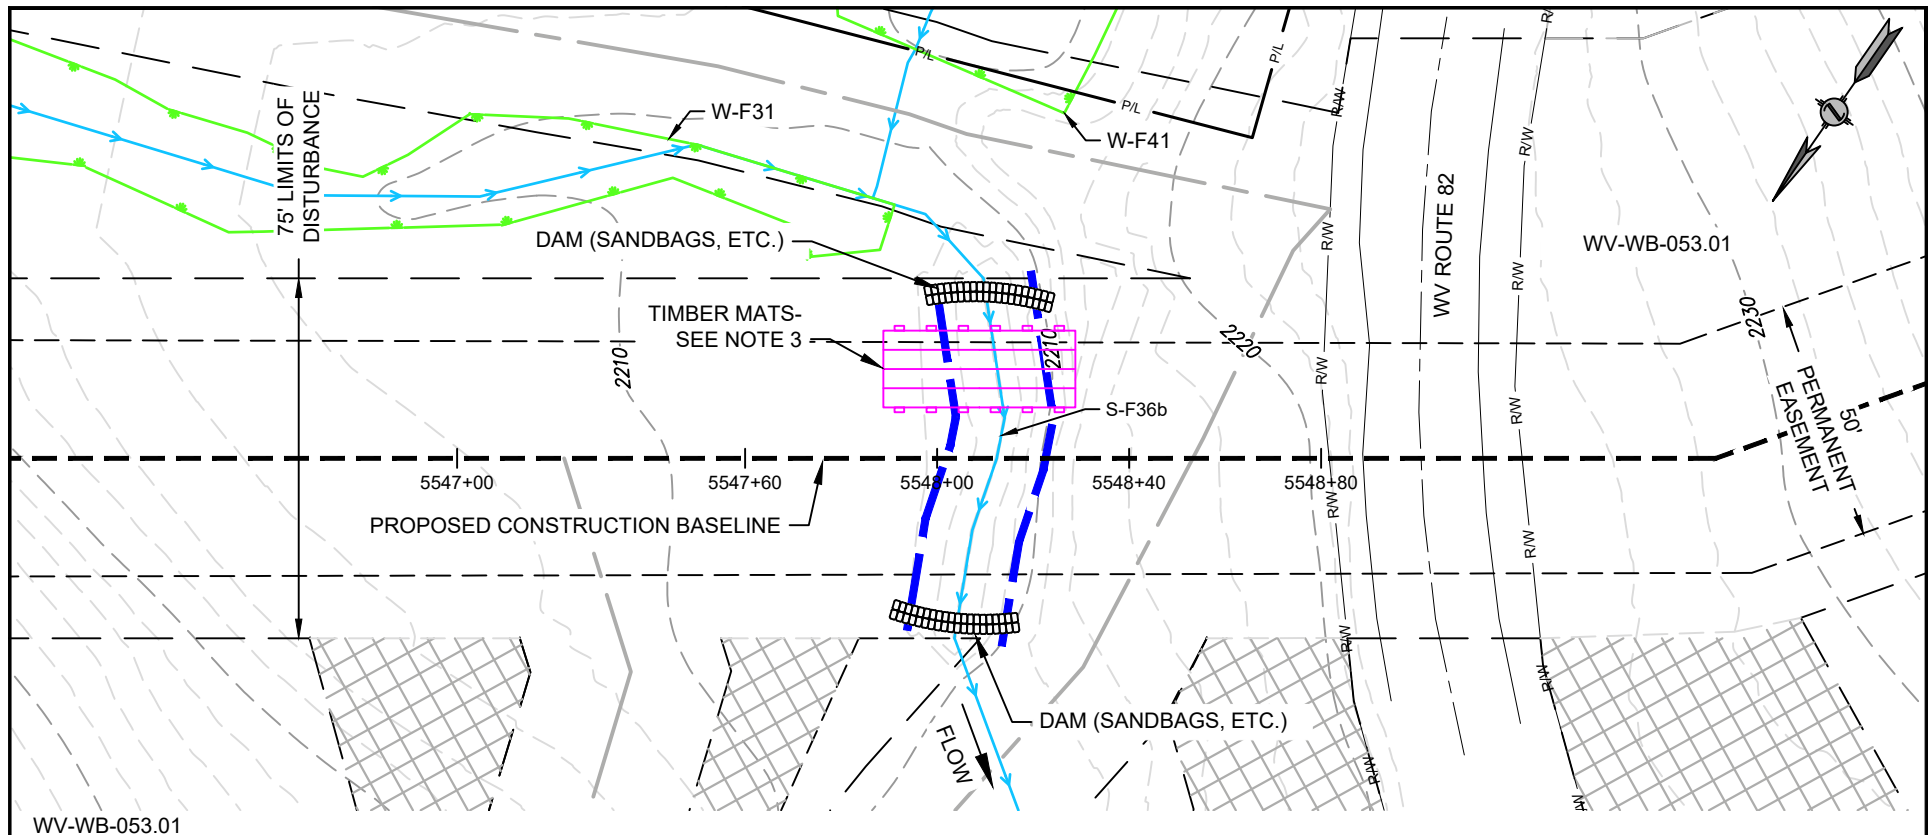 P/L
P/L
P/L
R/W
R/W
R/W
R/W
W-F31
W-F41
75' LIMITS OF
DISTURBANCE
DAM (SANDBAGS, ETC.)
TIMBER MATS-
SEE NOTE 3
2210
2210
2220
2230
S-F36b
WV ROUTE 82
WV-WB-053.01
R/W
R/W
R/W
R/W
50'
PERMANENT
EASEMENT
5547+00
5547+60
5548+00
5548+40
5548+80
PROPOSED CONSTRUCTION BASELINE
R/W
R/W
R/W
R/W
R/W
DAM (SANDBAGS, ETC.)
FLOW
WV-WB-053.01